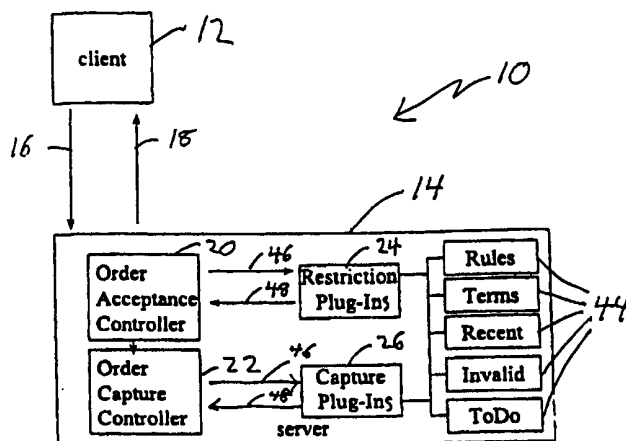 12
client
10
16
18
14
20
46
24
Rules
Order
Acceptance
Controller
48
Restriction
Plug-Ins
Terms
44
Recent
22
46
26
Order
Capture
Controller
48
Capture
Plug-Ins
Invalid
ToDo
server